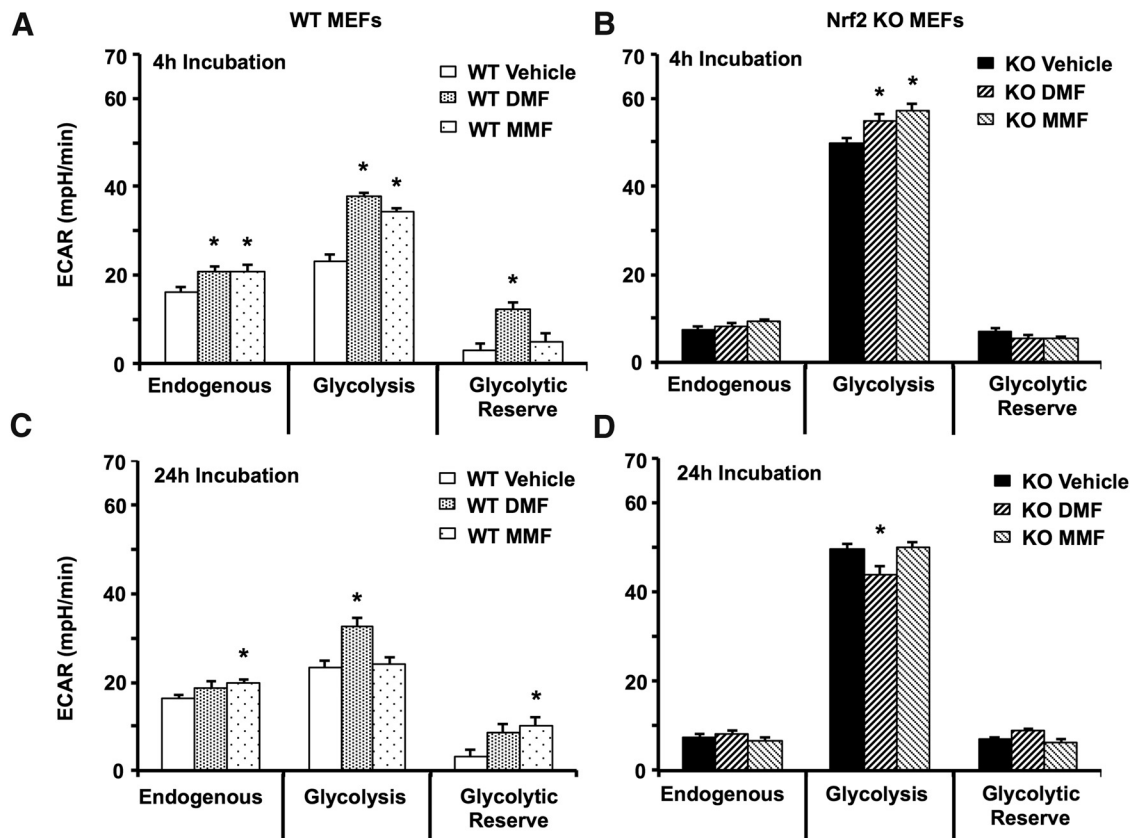 A
WT MEFs
4h Incubation
WT Vehicle
WT DMF
WT MMF
ECAR (mpH/min)
70
60
40
20
0
*
*
*
*
*
Endogenous
Glycolysis
Glycolytic
Reserve
B
Nrf2 KO MEFs
4h Incubation
KO Vehicle
KO DMF
KO MMF
70
60
40
20
0
*
*
Endogenous
Glycolysis
Glycolytic
Reserve
C
24h Incubation
WT Vehicle
WT DMF
WT MMF
ECAR (mpH/min)
70
60
40
20
0
*
*
*
Endogenous
Glycolysis
Glycolytic
Reserve
D
24h Incubation
KO Vehicle
KO DMF
KO MMF
70
60
40
20
0
*
Endogenous
Glycolysis
Glycolytic
Reserve